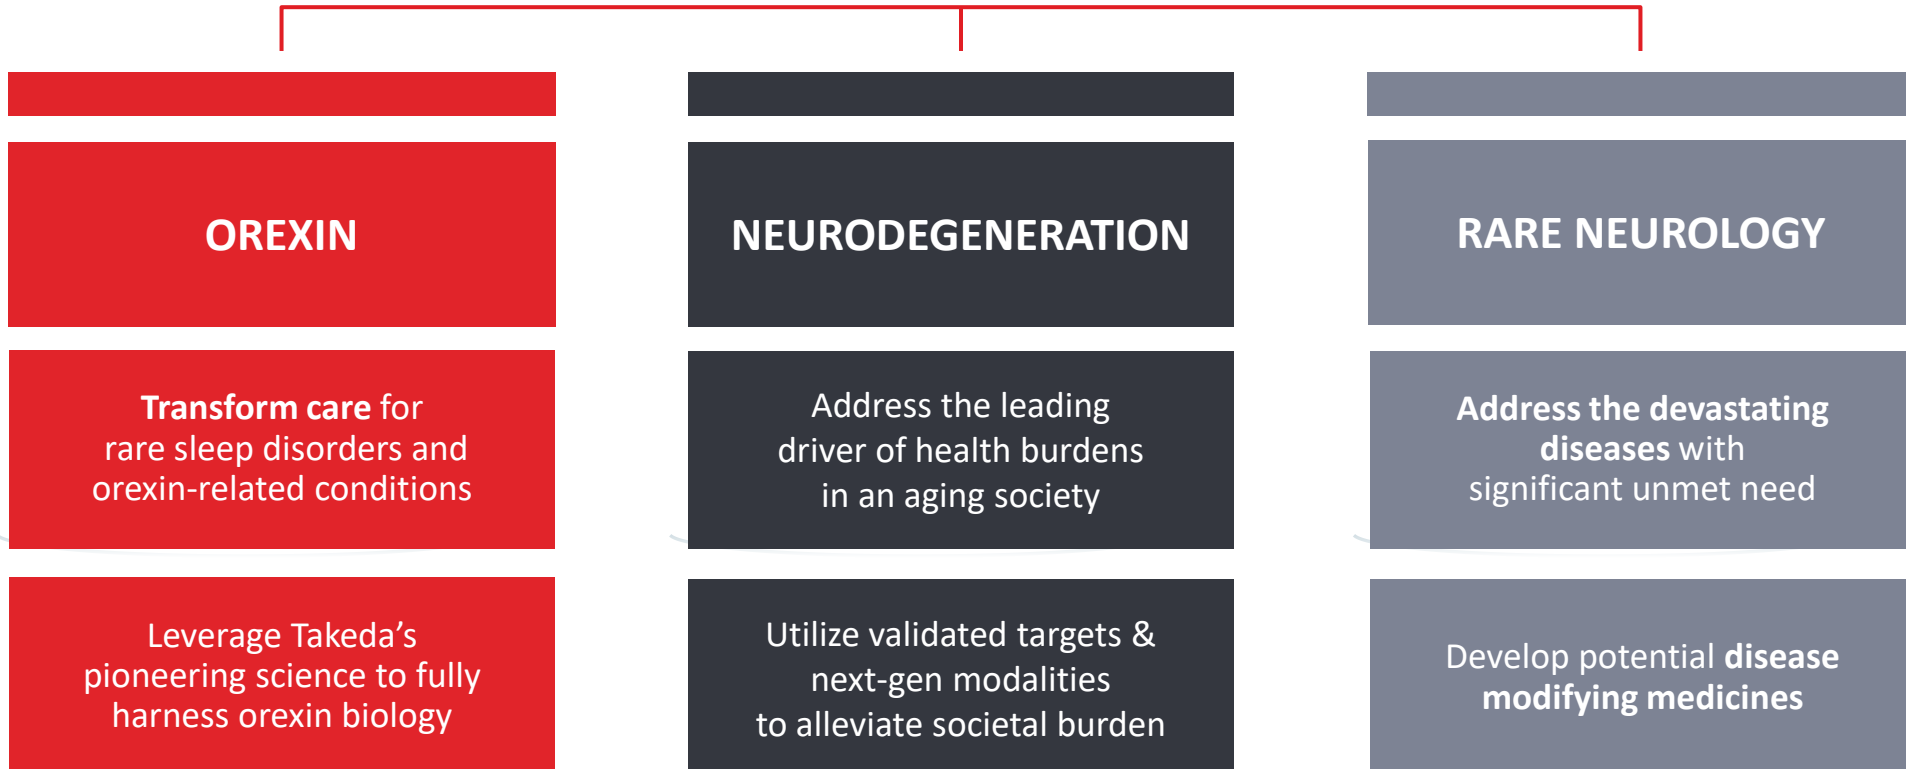 OREXIN
Transform care for
rare sleep disorders and
orexin-related conditions
Leverage Takeda’s
pioneering science to fully
harness orexin biology
NEURODEGENERATION
Address the leading
driver of health burdens
in an aging society
Utilize validated targets &
next-gen modalities
to alleviate societal burden
RARE NEUROLOGY
Address the devastating
diseases with
significant unmet need
Develop potential disease
modifying medicines